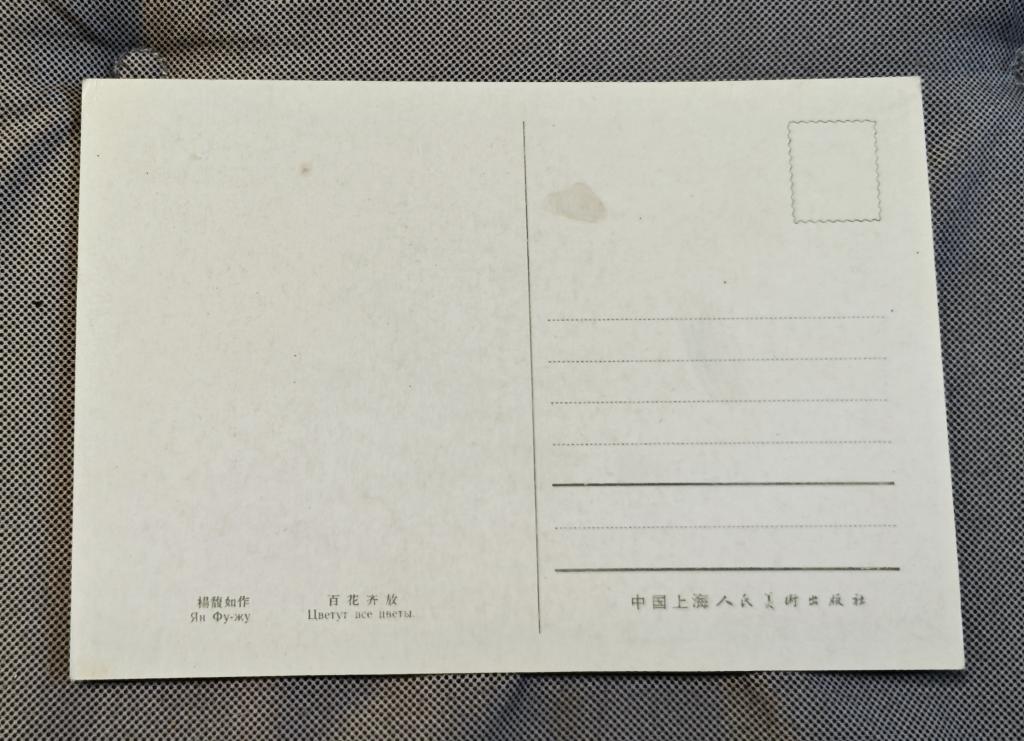 楊馥如作
Ян Фу-жу
百花齐放
Цветут все цветы.
中国上海人民美術出版社